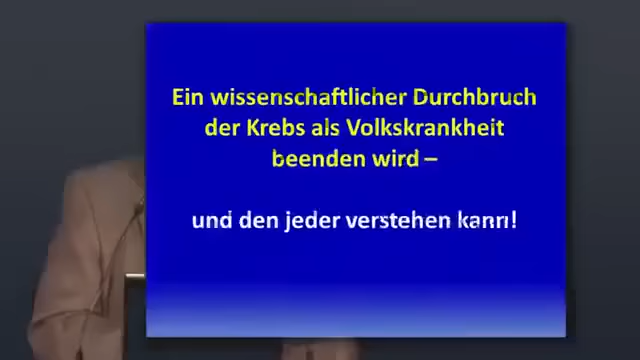 Ein wissenschaftlicher Durchbruch
der Krebs als Volkskrankheit
beenden wird –
und den jeder verstehen kann!